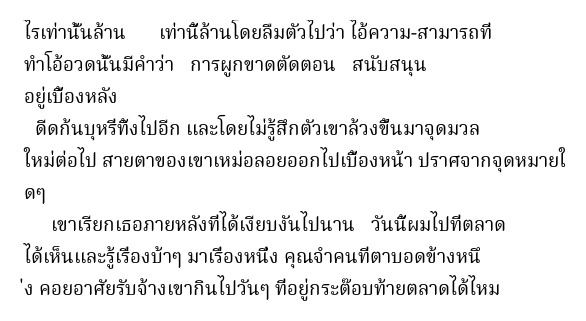 ไรเท่านั้นล้าน เท่านี้ล้านโดยลืมตัวไปว่า ไอ้ความ-สามารถที่
ทำโอ้อวดนั้นมีคำว่า การผูกขาดตัดตอน สนับสนุน
อยู่เบื้องหลัง
ดีดก้นบุหรี่ทิ้งไปอีก และโดยไม่รู้สึกตัวเขาล้วงขึ้นมาจุดมวล
ใหม่ต่อไป สายตาของเขาเหม่อลอยออกไปเบื้องหน้า ปราศจากจุดหมายใ
ดๆ
เขาเรียกเธอภายหลังที่ได้เงียบงันไปนาน วันนี้ผมไปที่ตลาด
ได้เห็นและรู้เรื่องบ้าๆ มาเรื่องหนึ่ง คุณจำคนที่ตาบอดข้างหนึ
่ง คอยอาศัยรับจ้างเขากินไปวันๆ ที่อยู่กระต๊อบท้ายตลาดได้ไหม